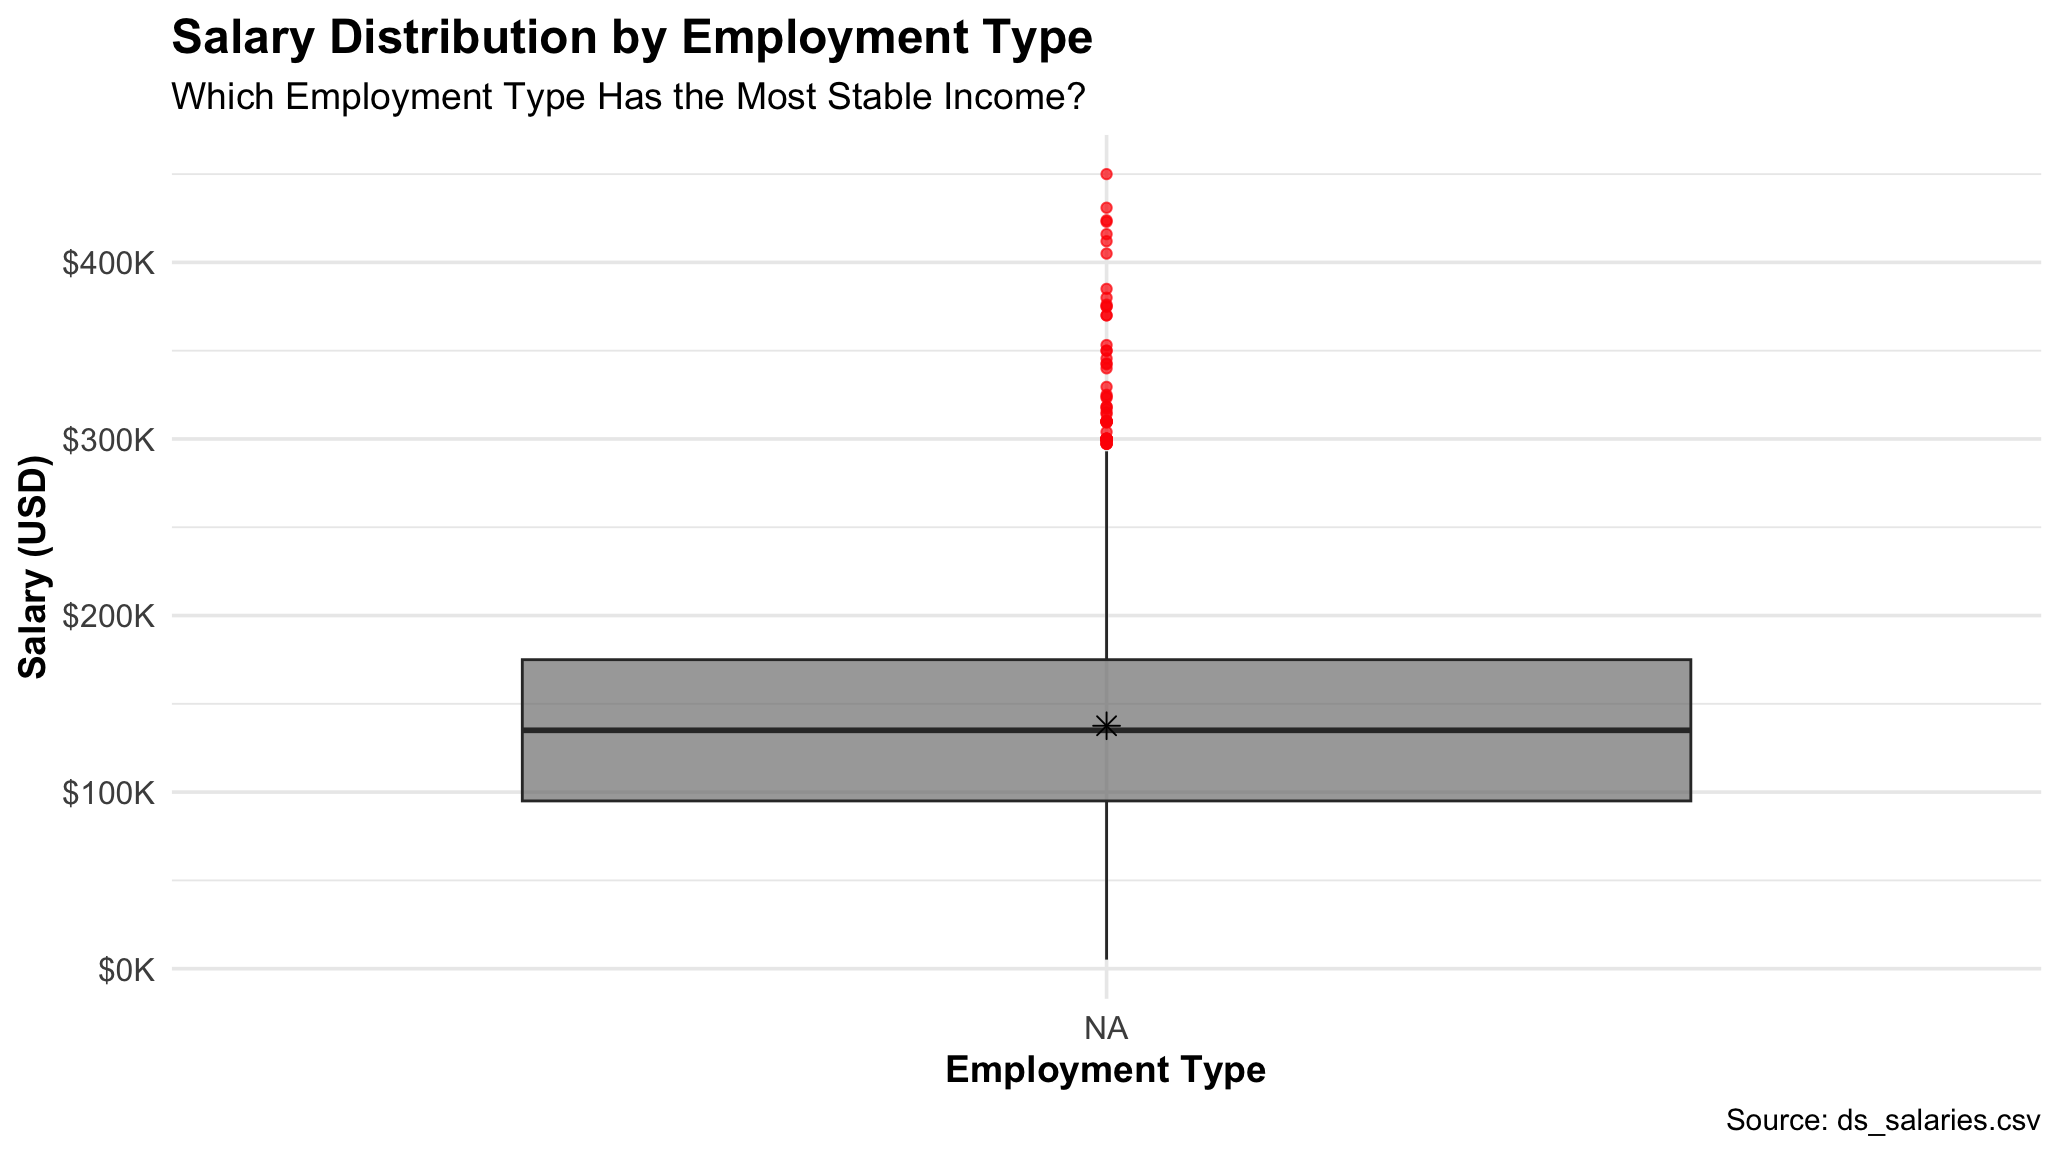 Salary Distribution by Employment Type
Which Employment Type Has the Most Stable Income?
Salary (USD)
$400K
$300K
$200K
$100K
$0K
NA
Employment Type
Source: ds_salaries.csv